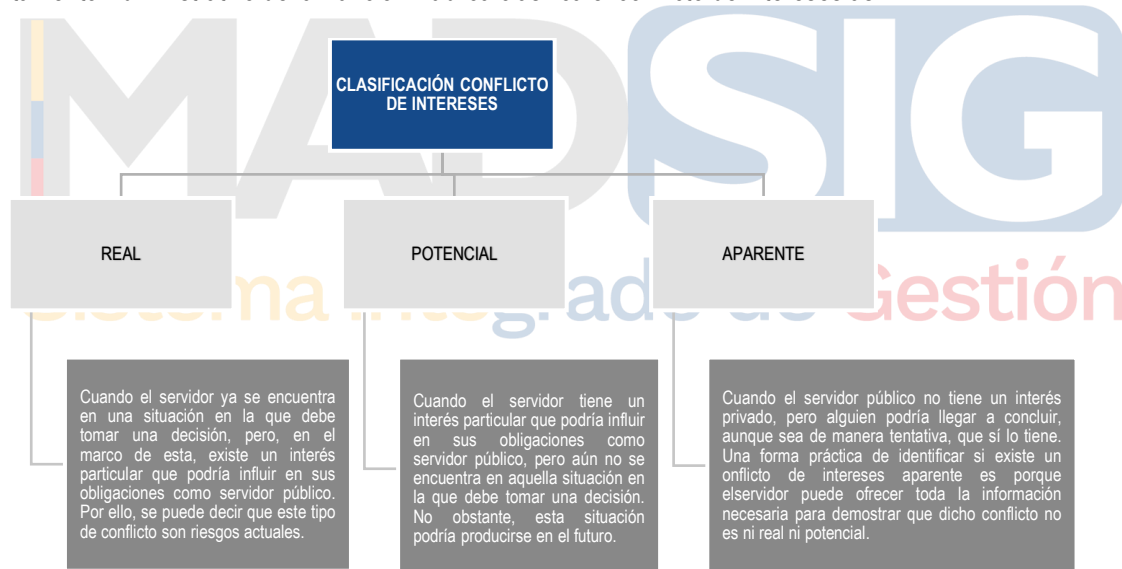 CLASIFICACIÓN CONFLICTO
DE INTERESES
MADSIG
Sistema Integrado de Gestión
REAL
POTENCIAL
APARENTE
Cuando el servidor ya se encuentra
en una situación en la que debe
tomar una decisión, pero, en el
marco de esta, existe un interés
particular que podría influir en sus
obligaciones como servidor público.
Por ello, se puede decir que este tipo
de conflicto son riesgos actuales.
Cuando el servidor tiene un
interés particular que podría influir
en sus obligaciones como
servidor público, pero aún no se
encuentra en aquella situación en
la que debe tomar una decisión.
No obstante, esta situación
podría producirse en el futuro.
Cuando el servidor público no tiene un interés
privado, pero alguien podría llegar a concluir,
aunque sea de manera tentativa, que sí lo tiene.
Una forma práctica de identificar si existe un
onflicto de intereses aparente es porque
elservidor puede ofrecer toda la información
necesaria para demostrar que dicho conflicto no
es ni real ni potencial.